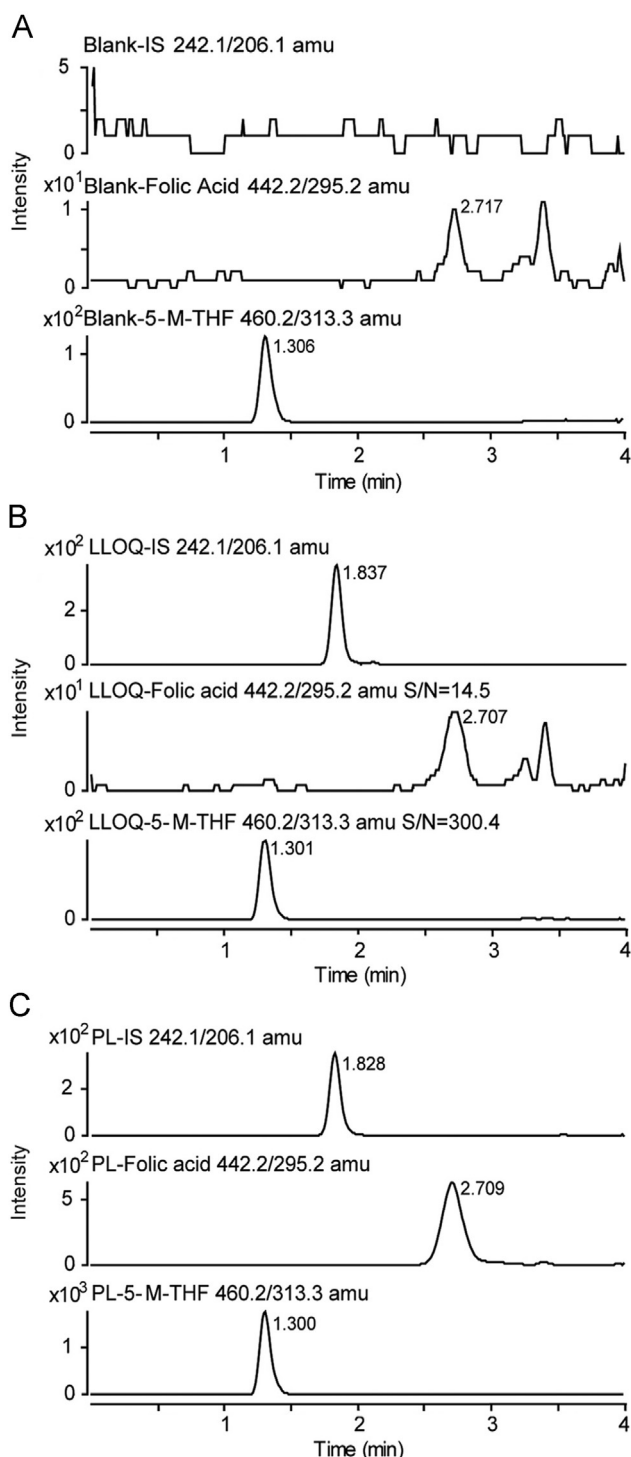 A
Blank-IS 242.1/206.1 amu
5
0
x10¹ Blank-Folic Acid 442.2/295.2 amu
1
2.717
0
x10² Blank-5-M-THF 460.2/313.3 amu
1
1.306
0
Intensity
1 2 3 4
Time (min)
B
x10² LLOQ-IS 242.1/206.1 amu
1.837
2
0
x10¹ LLOQ-Folic acid 442.2/295.2 amu S/N=14.5
2.707
0
x10² LLOQ-5-M-THF 460.2/313.3 amu S/N=300.4
1.301
0
Intensity
1 2 3 4
Time (min)
C
x10² PL-IS 242.1/206.1 amu
1.828
2
0
x10² PL-Folic acid 442.2/295.2 amu
2.709
5
0
x10³ PL-5-M-THF 460.2/313.3 amu
1.300
1
0
Intensity
1 2 3 4
Time (min)